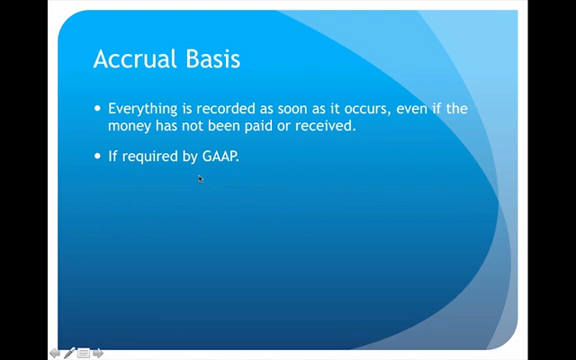 Accrual Basis
• Everything is recorded as soon as it occurs, even if the
money has not been paid or received.
• If required by GAAP.